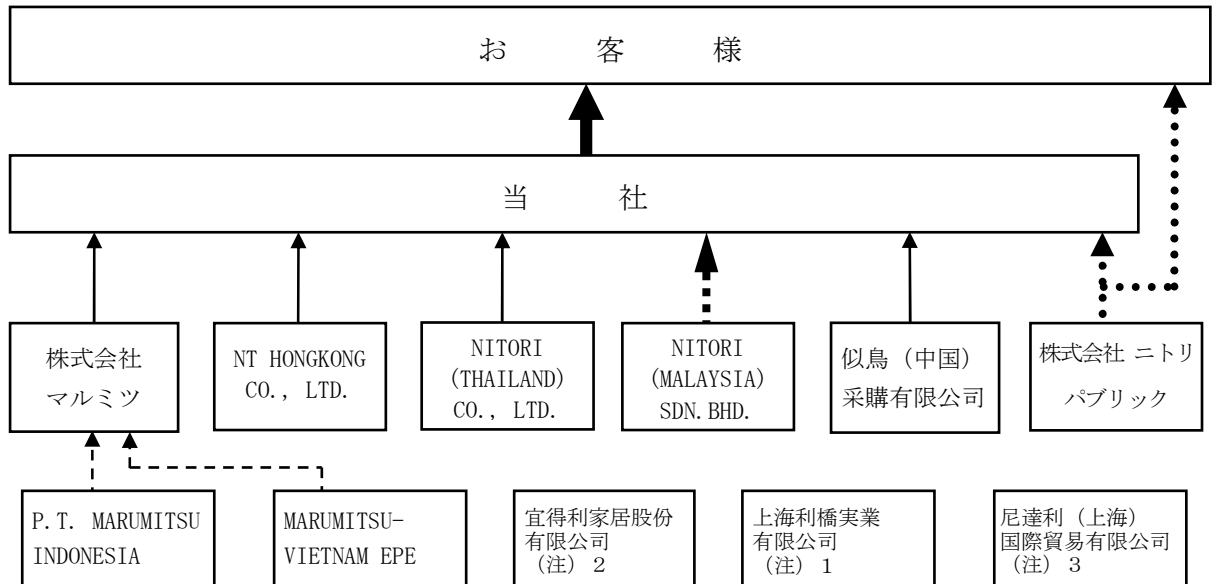 お客様
当社
株式会社
マルミツ
NT HONGKONG
CO., LTD.
NITORI
(THAILAND)
CO., LTD.
NITORI
(MALAYSIA)
SDN.BHD.
似鳥（中国）
采購有限公司
株式会社 ニトリ
パブリック
P.T. MARUMITSU
INDONESIA
MARUMITSU-
VIETNAM EPE
宜得利家居股份
有限公司
（注）２
上海利橋実業
有限公司
（注）１
尼達利（上海）
国際貿易有限公司
（注）３